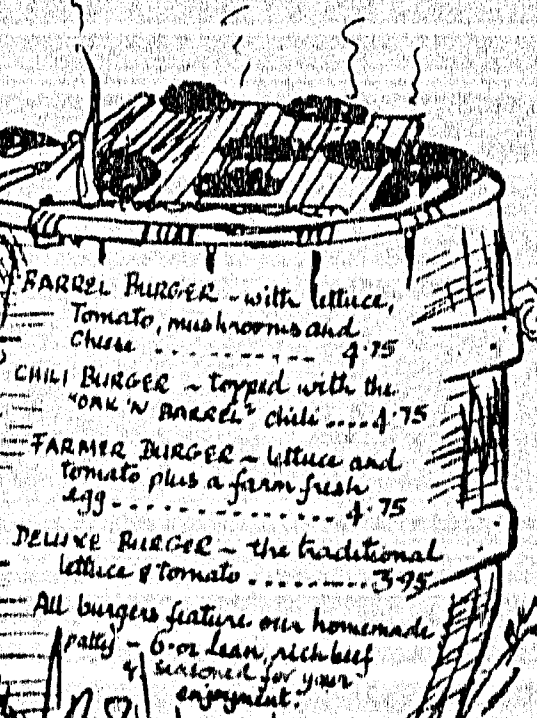 BARREL BURGER - with lettuce,
Tomato, mushrooms and
Cheese ........... 4.75
CHILI BURGER ~ topped with the
"OAK 'N BARREL" chili .....4.75
FARMER BURGER ~ lettuce and
tomato plus a farm fresh
egg ............... 4.75
DELUXE BURGER ~ the traditional
lettuce & tomato ......... 3.95
All burgers feature our homemade
patty - 6 oz lean, rich beef
& seasoned for your
enjoyment.